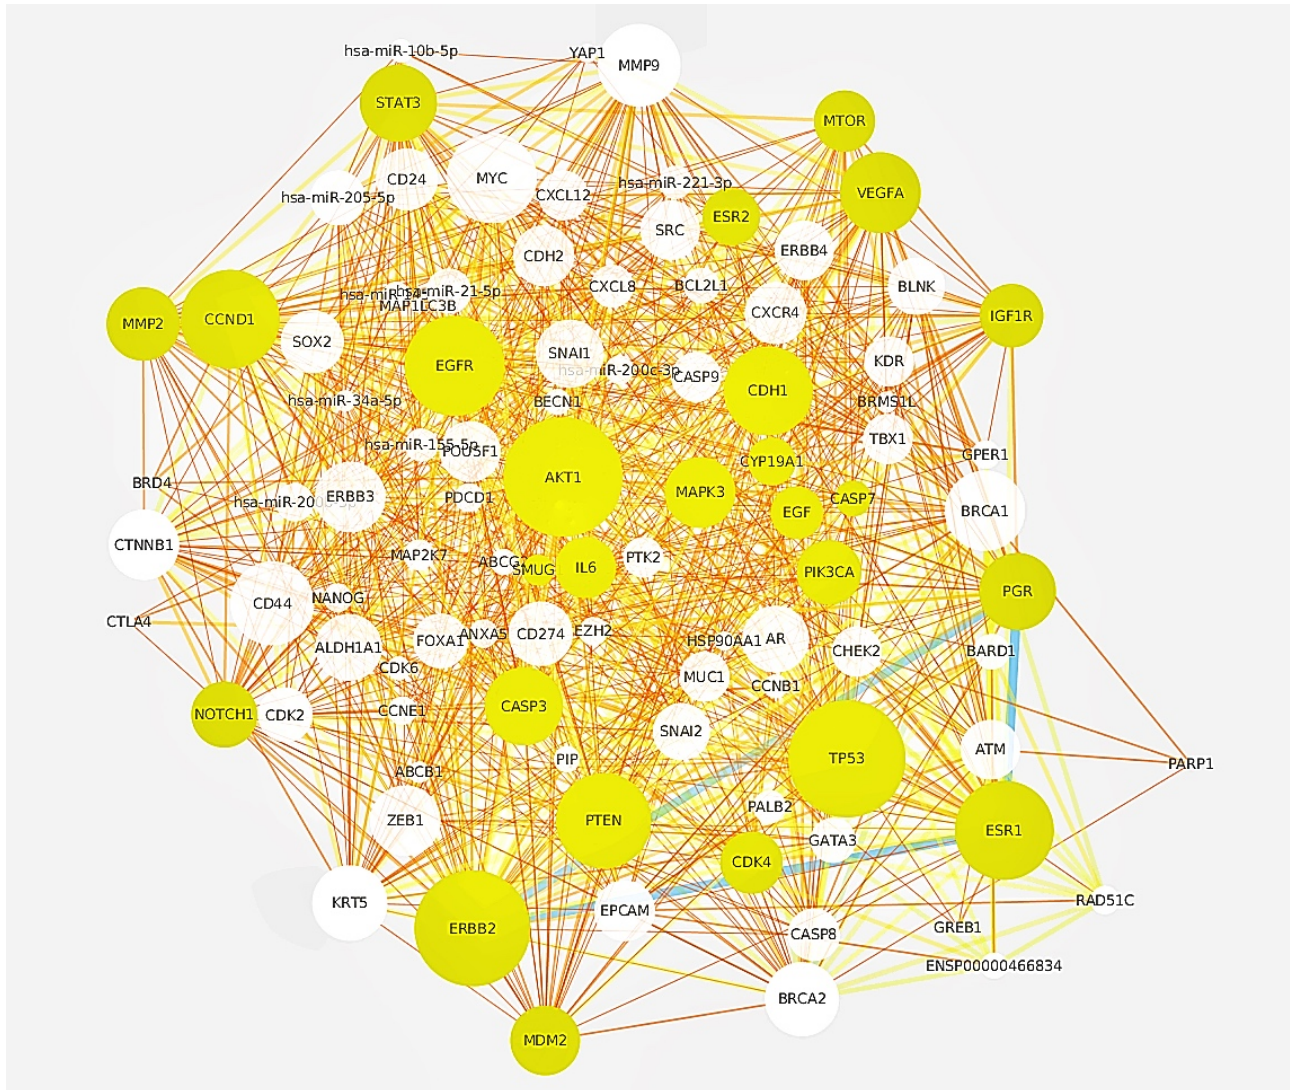 hsa-miR-10b-5p
YAP1
MMP9
STAT3
MTOR
CD24
MYC
hsa-miR-221-3p
VEGFA
hsa-miR-205-5p
CXCL12
ESR2
SRC
ERBB4
CDH2
CXCL8
BCL2L1
BLNK
hsa-miR-21-5p
MAP1LC3B
CXCR4
IGF1R
MMP2
CCND1
SOX2
SNAI1
EGFR
hsa-miR-200c-3p
CASP9
KDR
CDH1
hsa-miR-34a-5p
BECN1
BRMS1L
TBX1
hsa-miR-155-5p
POU5F1
GPER1
CYP19A1
AKT1
BRD4
MAPK3
ERBB3
PDCD1
CASP7
EGF
BRCA1
CTNNB1
MAP2K7
ABCG2
SMUG
IL6
PTK2
PIK3CA
PGR
CD44
NANOG
CTLA4
ALDH1A1
FOXA1
ANXA5
CD274
EZH2
HSP90AA1
AR
CHEK2
BARD1
CDK6
MUC1
CCNB1
NOTCH1
CDK2
CCNE1
CASP3
SNAI2
ATM
PIP
TP53
PARP1
ABCB1
PALB2
ZEB1
PTEN
GATA3
ESR1
CDK4
KRT5
EPCAM
RAD51C
ERBB2
CASP8
GREB1
ENSP00000466834
BRCA2
MDM2